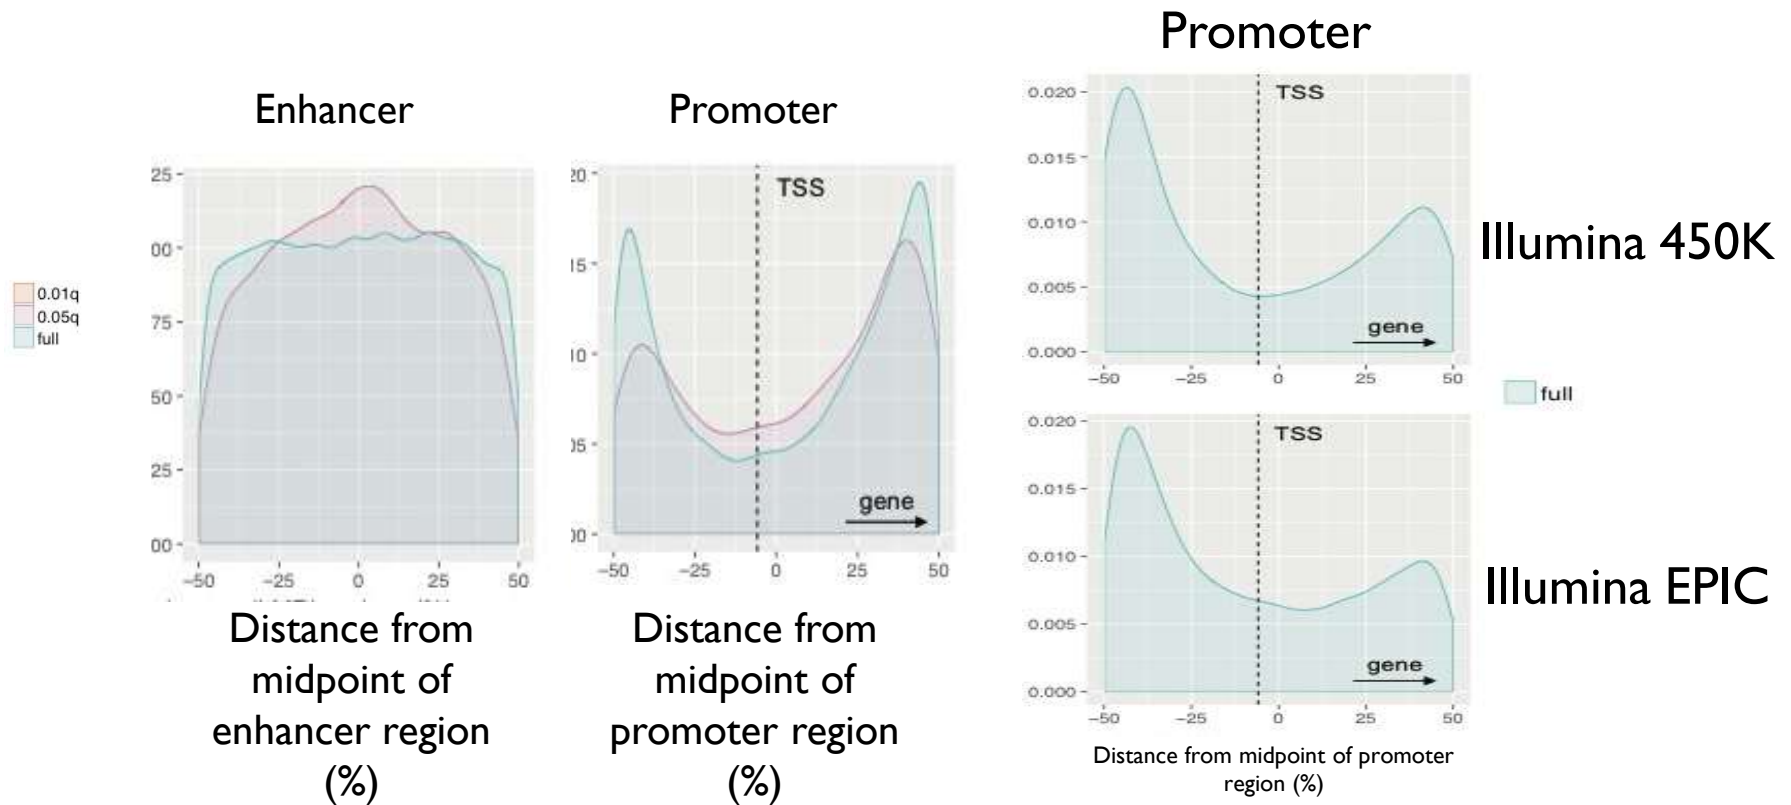 Enhancer
25
00
75
50
25
00
−50
−25
0
25
50
Distance from
midpoint of
enhancer region
(%)
0.01q
0.05q
full
Promoter
20
15
10
05
00
TSS
gene
−50
−25
0
25
50
Distance from
midpoint of
promoter region
(%)
Promoter
0.020
0.015
0.010
0.005
0.000
TSS
gene
−50
−25
0
25
50
Illumina 450K
full
0.020
0.015
0.010
0.005
0.000
TSS
gene
−50
−25
0
25
50
Illumina EPIC
Distance from midpoint of promoter
region (%)